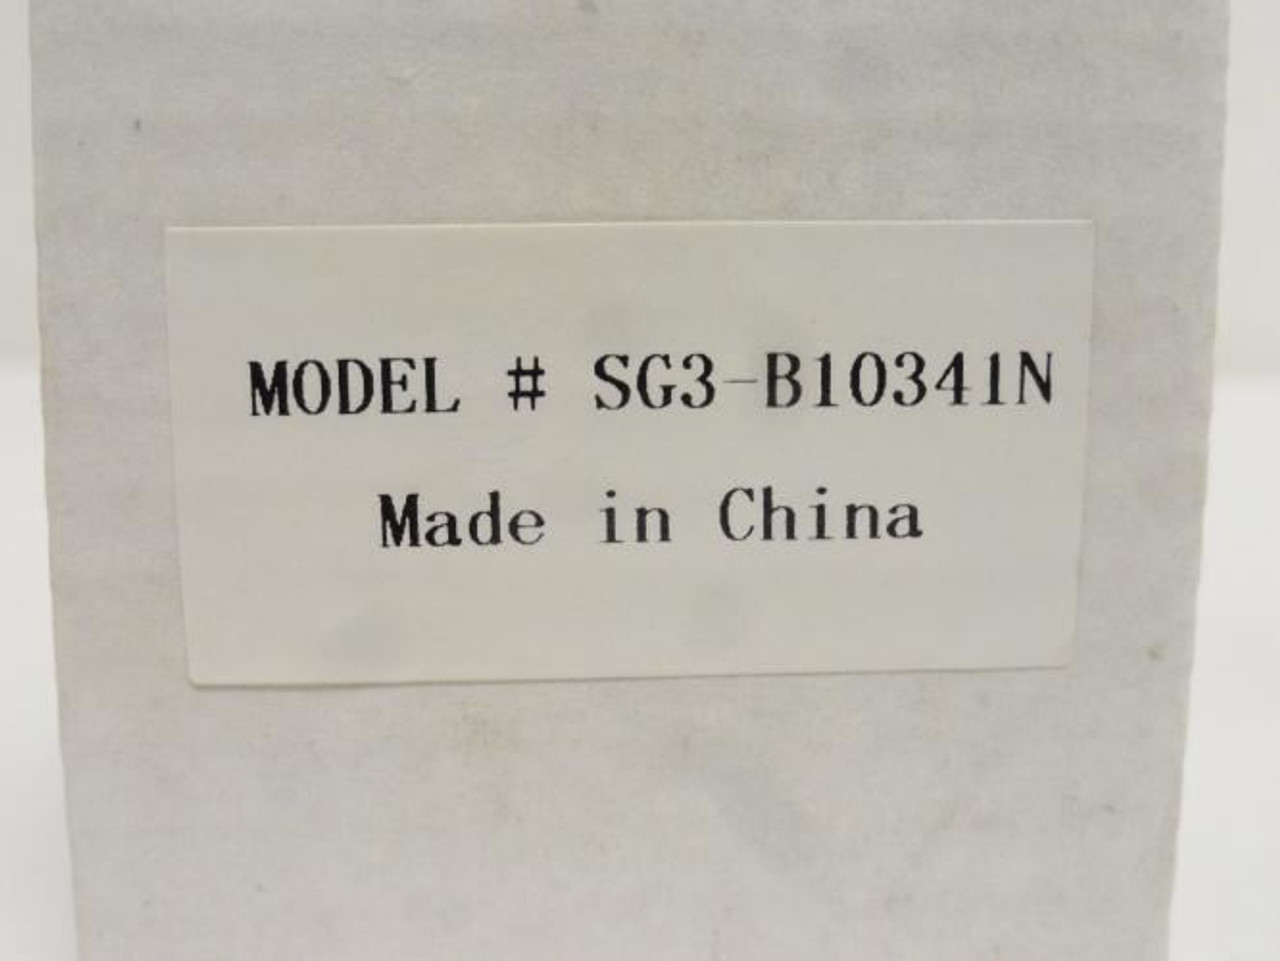 MODEL # SG3-B10341N
Made in China